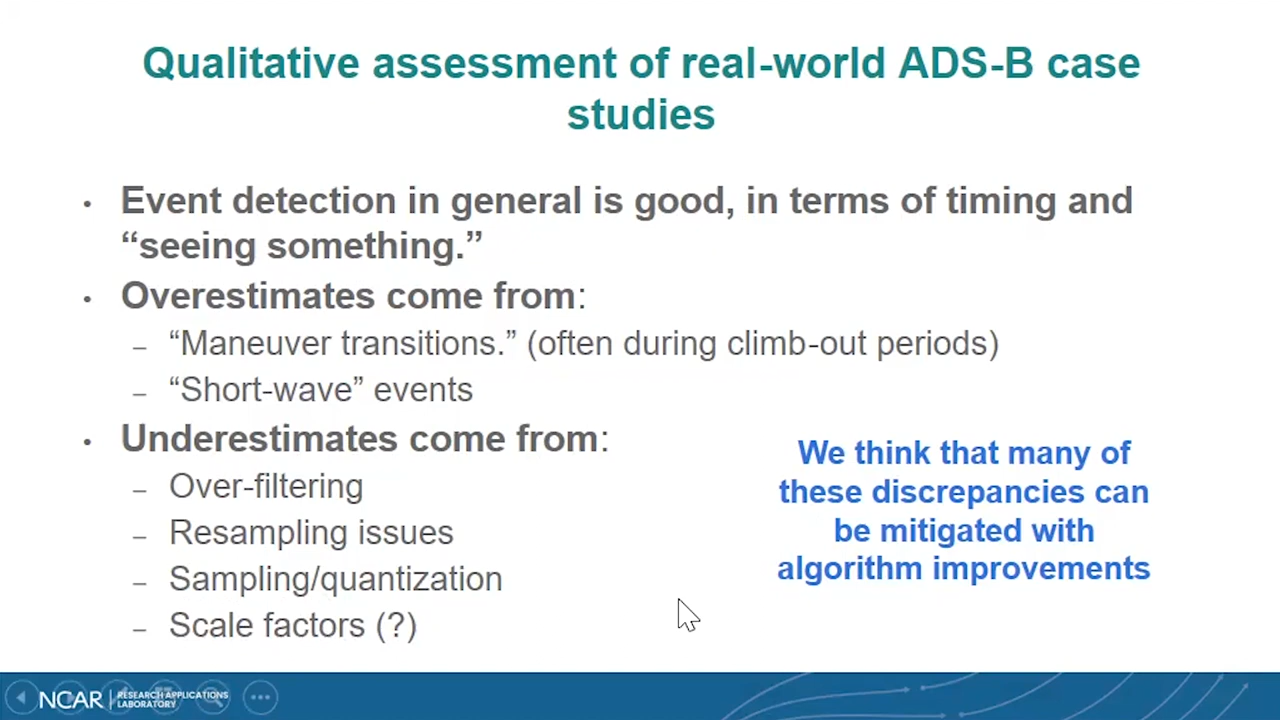 Qualitative assessment of real-world ADS-B case
studies
• Event detection in general is good, in terms of timing and
“seeing something.”
• Overestimates come from:
– “Maneuver transitions.” (often during climb-out periods)
– “Short-wave” events
• Underestimates come from:
– Over-filtering
– Resampling issues
– Sampling/quantization
– Scale factors (?)
We think that many of
these discrepancies can
be mitigated with
algorithm improvements
NCAR | RESEARCH APPLICATIONS
LABORATORY